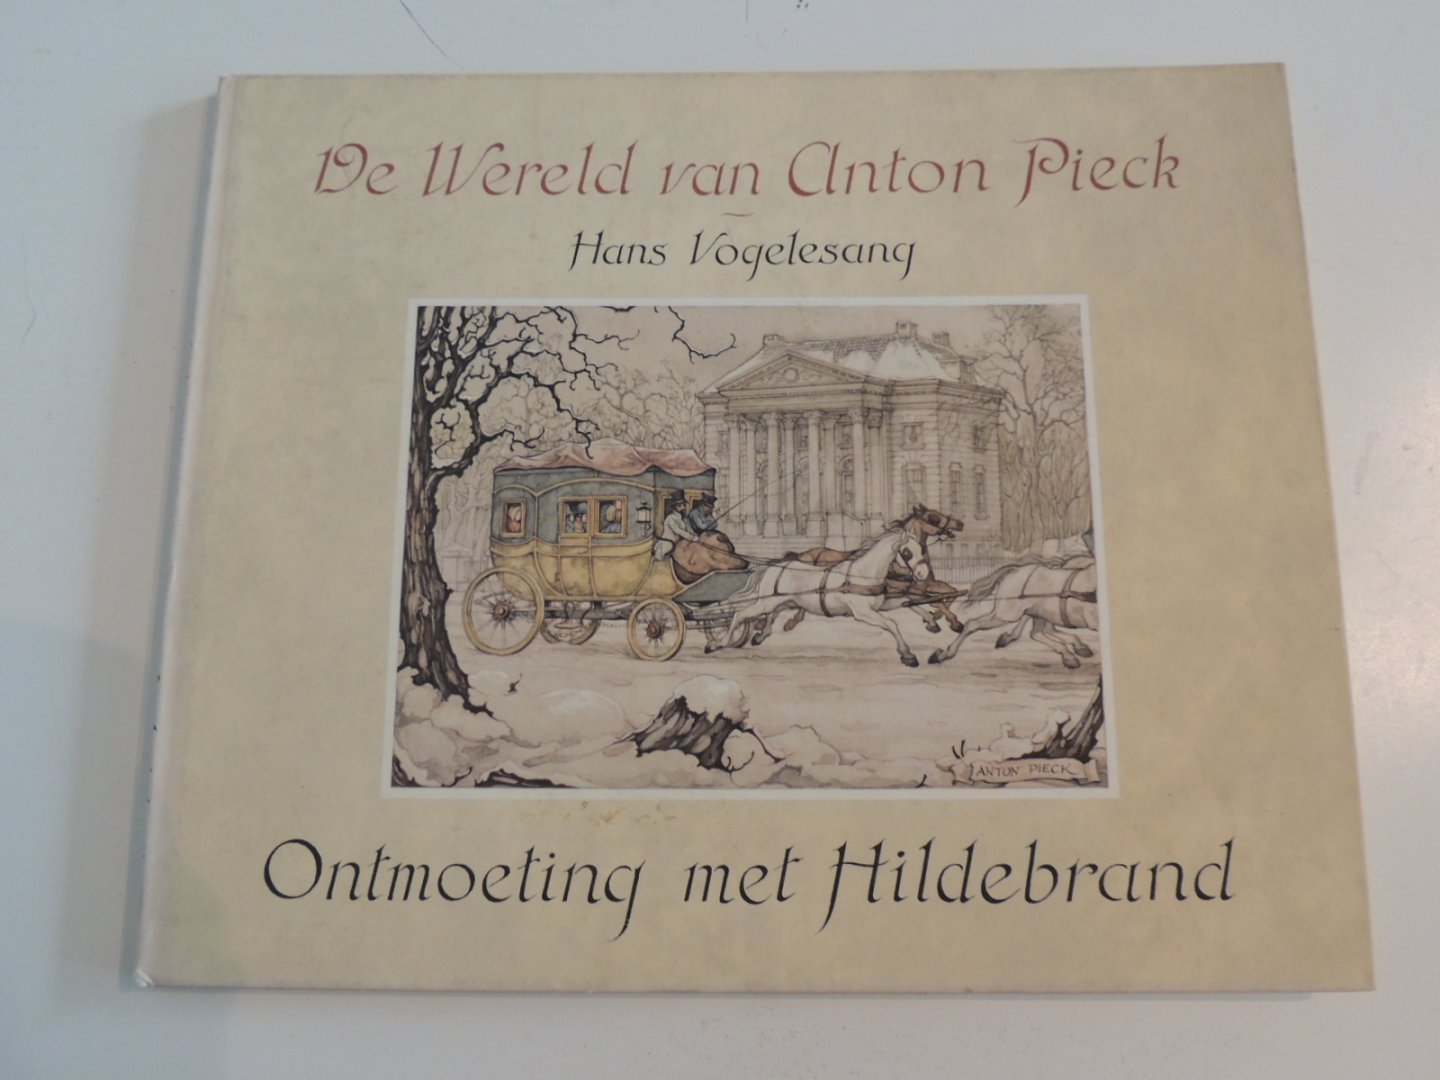 De Wereld van Anton Pieck
Hans Vogelesang
ANTON PIECK
Ontmoeting met Hildebrand